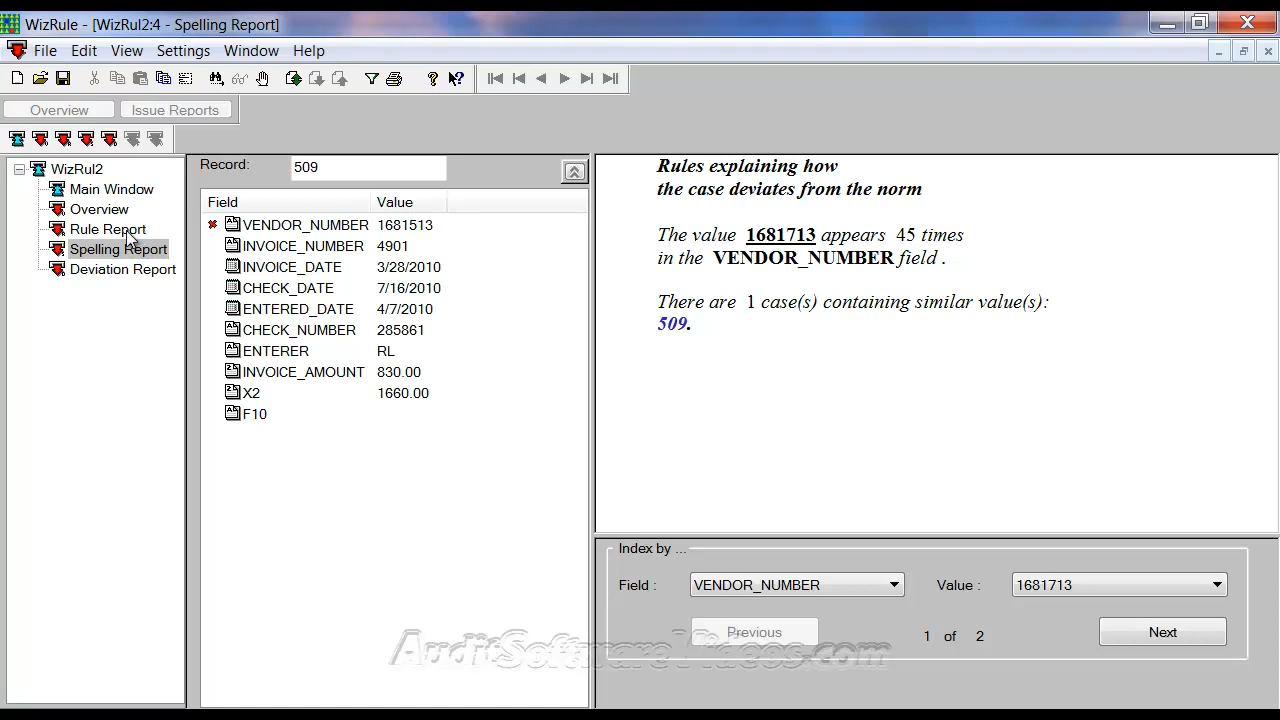 WizRule - [WizRul2:4 - Spelling Report]
File Edit View Settings Window Help
Overview Issue Reports
WizRul2
Main Window
Overview
Rule Report
Spelling Report
Deviation Report
Record: 509
Field Value
VENDOR_NUMBER 1681513
INVOICE_NUMBER 4901
INVOICE_DATE 3/28/2010
CHECK_DATE 7/16/2010
ENTERED_DATE 4/7/2010
CHECK_NUMBER 285861
ENTERER RL
INVOICE_AMOUNT 830.00
X2 1660.00
F10
Rules explaining how
the case deviates from the norm
The value 1681713 appears 45 times
in the VENDOR_NUMBER field .
There are 1 case(s) containing similar value(s):
509.
Index by ...
Field : VENDOR_NUMBER Value : 1681713
Previous 1 of 2 Next
AuditSoftwareVideos.com